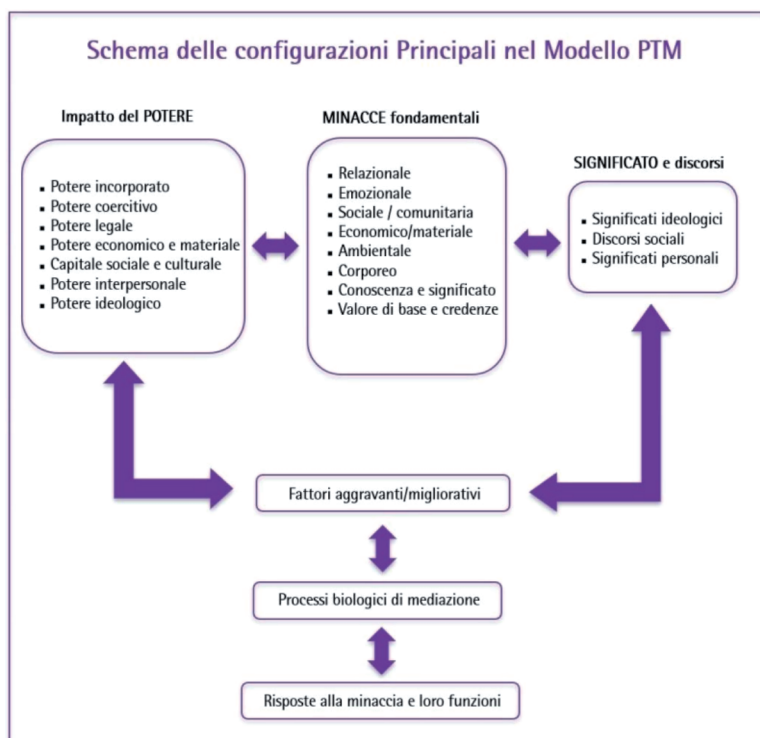 Schema delle configurazioni Principali nel Modello PTM
Impatto del POTERE
▪ Potere incorporato
▪ Potere coercitivo
▪ Potere legale
▪ Potere economico e materiale
▪ Capitale sociale e culturale
▪ Potere interpersonale
▪ Potere ideologico
MINACCE fondamentali
▪ Relazionale
▪ Emozionale
▪ Sociale / comunitaria
▪ Economico/materiale
▪ Ambientale
▪ Corporeo
▪ Conoscenza e significato
▪ Valore di base e credenze
SIGNIFICATO e discorsi
▪ Significati ideologici
▪ Discorsi sociali
▪ Significati personali
Fattori aggravanti/migliorativi
Processi biologici di mediazione
Risposte alla minaccia e loro funzioni